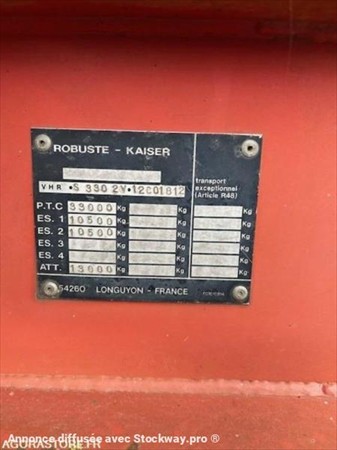 ROBUSTE - KAISER
VHR •S 330 2Y•12C01812
transport
exceptionnel
(Article R48)
P.T.C 33000 Kg Kg Kg
ES. 1 10500 Kg Kg Kg
ES. 2 10500 Kg Kg Kg
ES. 3 Kg Kg Kg
ES. 4 Kg Kg Kg
ATT. 13000 Kg Kg Kg
54260 LONGUYON - FRANCE
Annonce diffusée avec Stockway.pro ®
AGORASTORE.FR